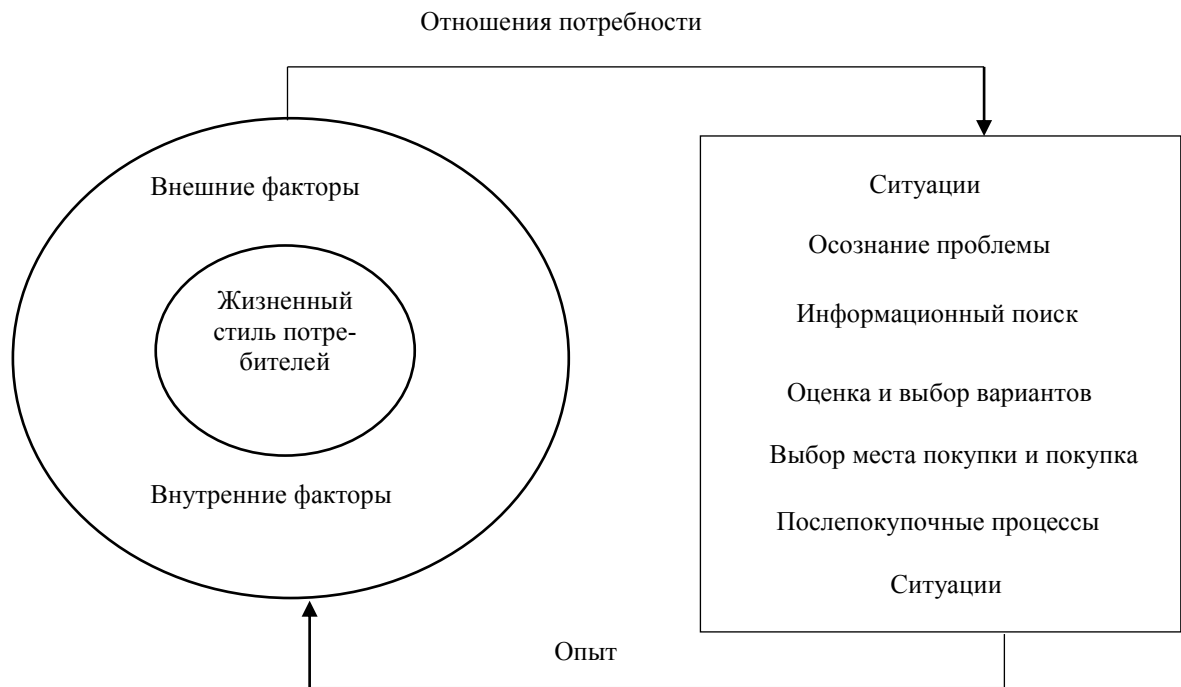 Отношения потребности
Внешние факторы
Жизненный
стиль потре-
бителей
Внутренние факторы
Ситуации
Осознание проблемы
Информационный поиск
Оценка и выбор вариантов
Выбор места покупки и покупка
Послепокупочные процессы
Ситуации
Опыт